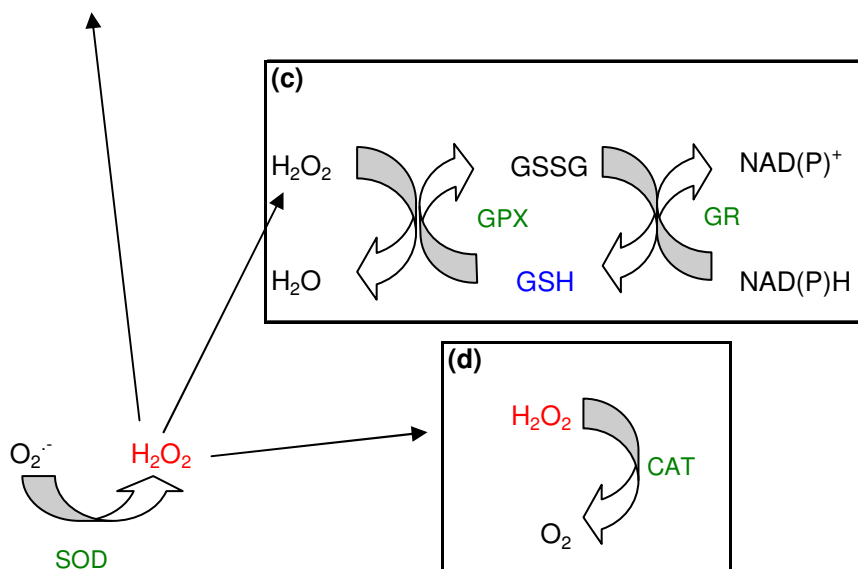 (c)
H₂O₂ GSSG NAD(P)⁺
GPX GR
H₂O GSH NAD(P)H
(d)
H₂O₂
O₂·⁻ H₂O₂ CAT
O₂
SOD